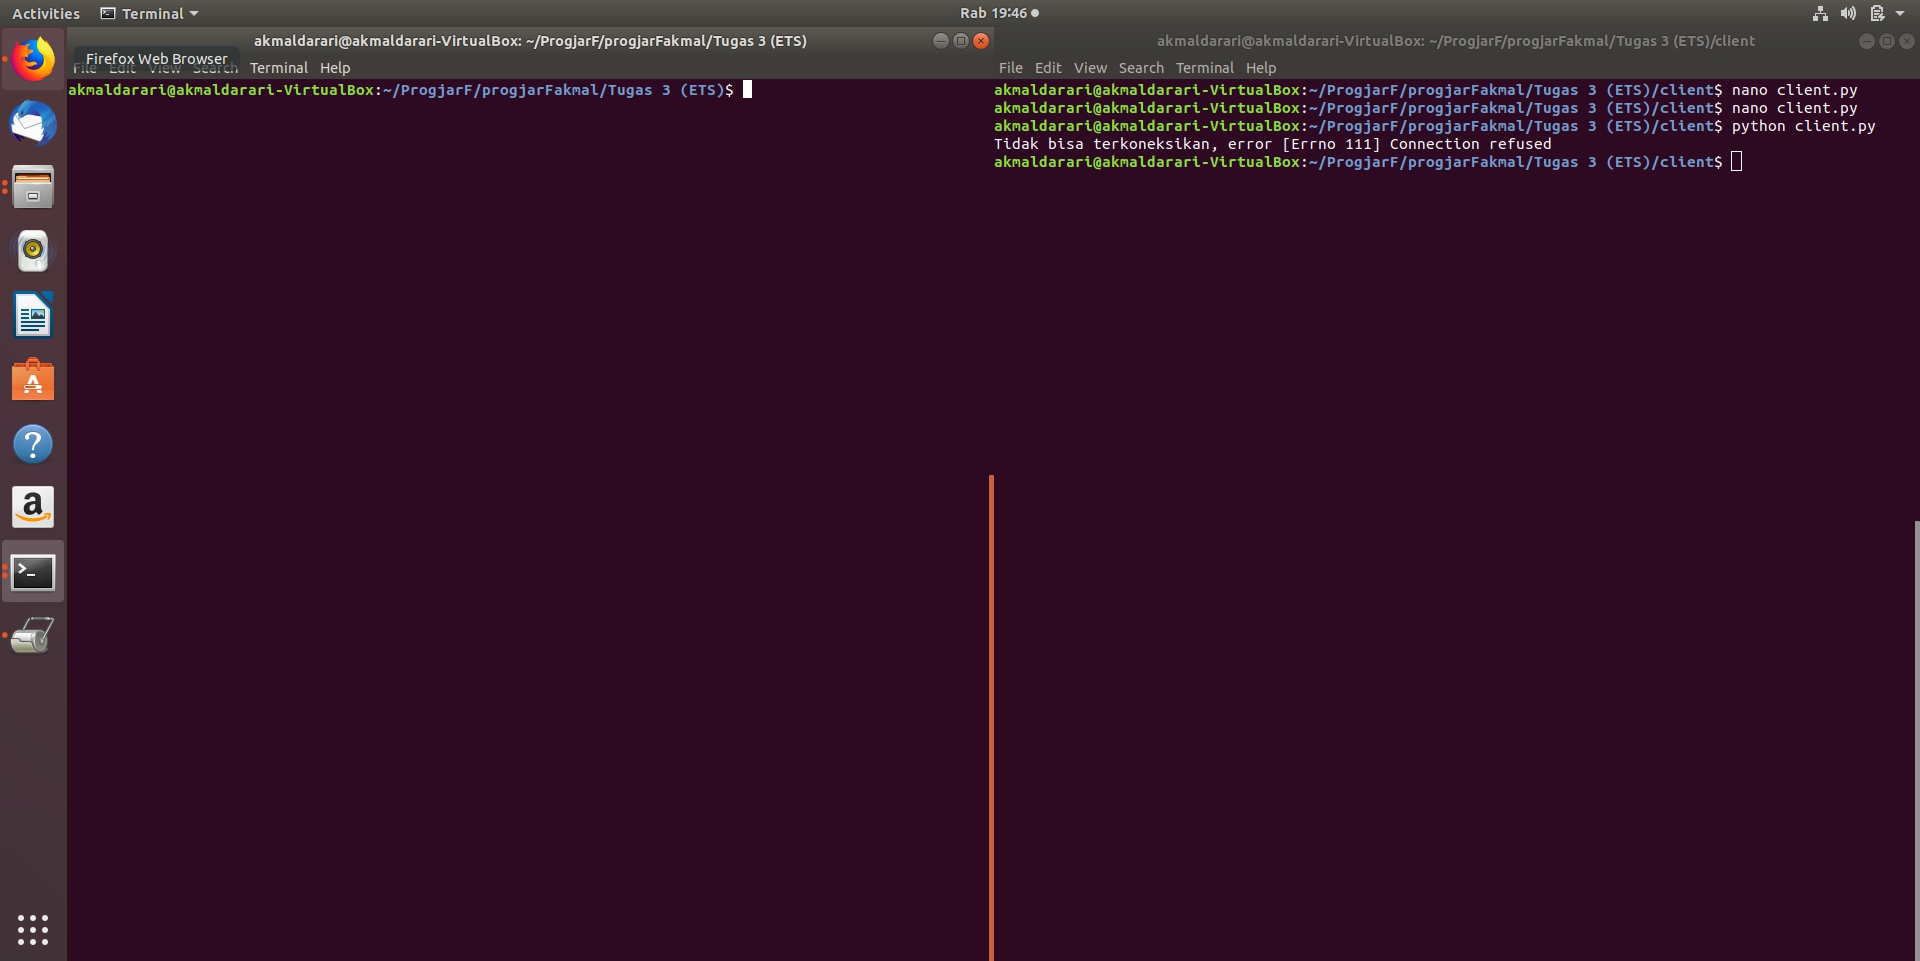 Activities
Terminal
Rab 19:46
akmaldarari@akmaldarari-VirtualBox: ~/ProgjarF/progjarFakmal/Tugas 3 (ETS)
Firefox Web Browser
File Edit View Search Terminal Help
akmaldarari@akmaldarari-VirtualBox:~/ProgjarF/progjarFakmal/Tugas 3 (ETS)$
akmaldarari@akmaldarari-VirtualBox: ~/ProgjarF/progjarFakmal/Tugas 3 (ETS)/client
File Edit View Search Terminal Help
akmaldarari@akmaldarari-VirtualBox:~/ProgjarF/progjarFakmal/Tugas 3 (ETS)/client$ nano client.py
akmaldarari@akmaldarari-VirtualBox:~/ProgjarF/progjarFakmal/Tugas 3 (ETS)/client$ nano client.py
akmaldarari@akmaldarari-VirtualBox:~/ProgjarF/progjarFakmal/Tugas 3 (ETS)/client$ python client.py
Tidak bisa terkoneksikan, error [Errno 111] Connection refused
akmaldarari@akmaldarari-VirtualBox:~/ProgjarF/progjarFakmal/Tugas 3 (ETS)/client$